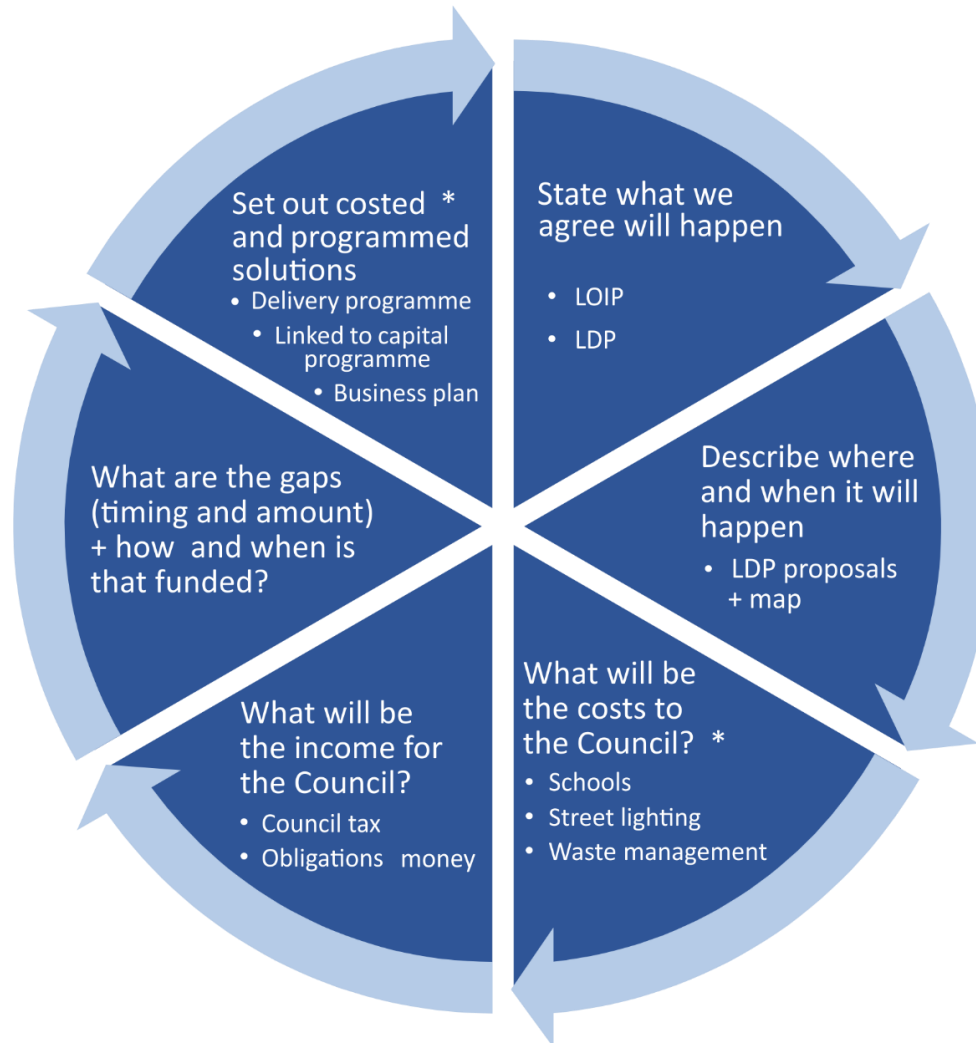 State what we
agree will happen
• LOIP
• LDP
Describe where
and when it will
happen
• LDP proposals
+ map
What will be
the costs to
the Council? *
• Schools
• Street lighting
• Waste management
What will be
the income for
the Council?
• Council tax
• Obligations money
What are the gaps
(timing and amount)
+ how and when is
that funded?
Set out costed *
and programmed
solutions
• Delivery programme
• Linked to capital
programme
• Business plan